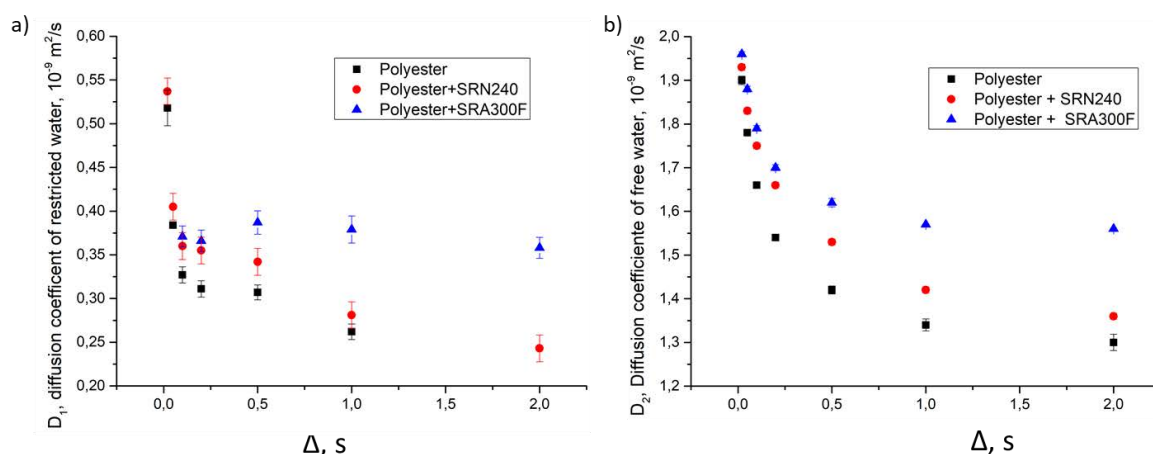 a)
D₁, diffusion coefficent of restricted water, 10⁻⁹ m²/s
0,55
0,50
0,45
0,40
0,35
0,30
0,25
0,20
0,0 0,5 1,0 1,5 2,0
Δ, s
Polyester
Polyester+SRN240
Polyester+SRA300F
b)
D₂, Diffusion coefficiente of free water, 10⁻⁹ m²/s
2,0
1,9
1,8
1,7
1,6
1,5
1,4
1,3
1,2
0,0 0,5 1,0 1,5 2,0
Δ, s
Polyester
Polyester + SRN240
Polyester + SRA300F